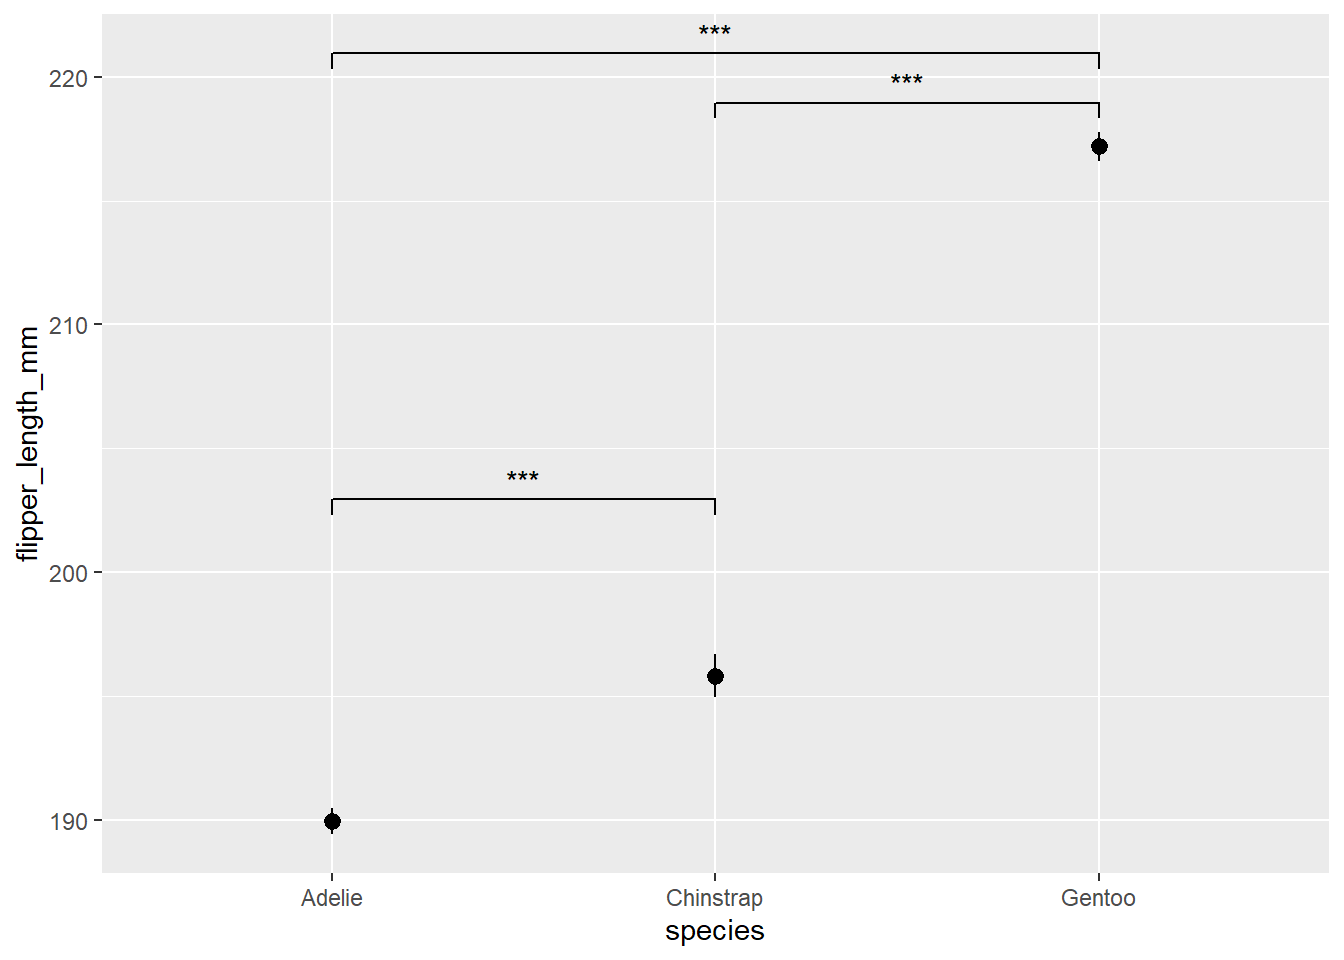 ***
***
220
210
***
200
190
flipper_length_mm
Adelie Chinstrap Gentoo
species